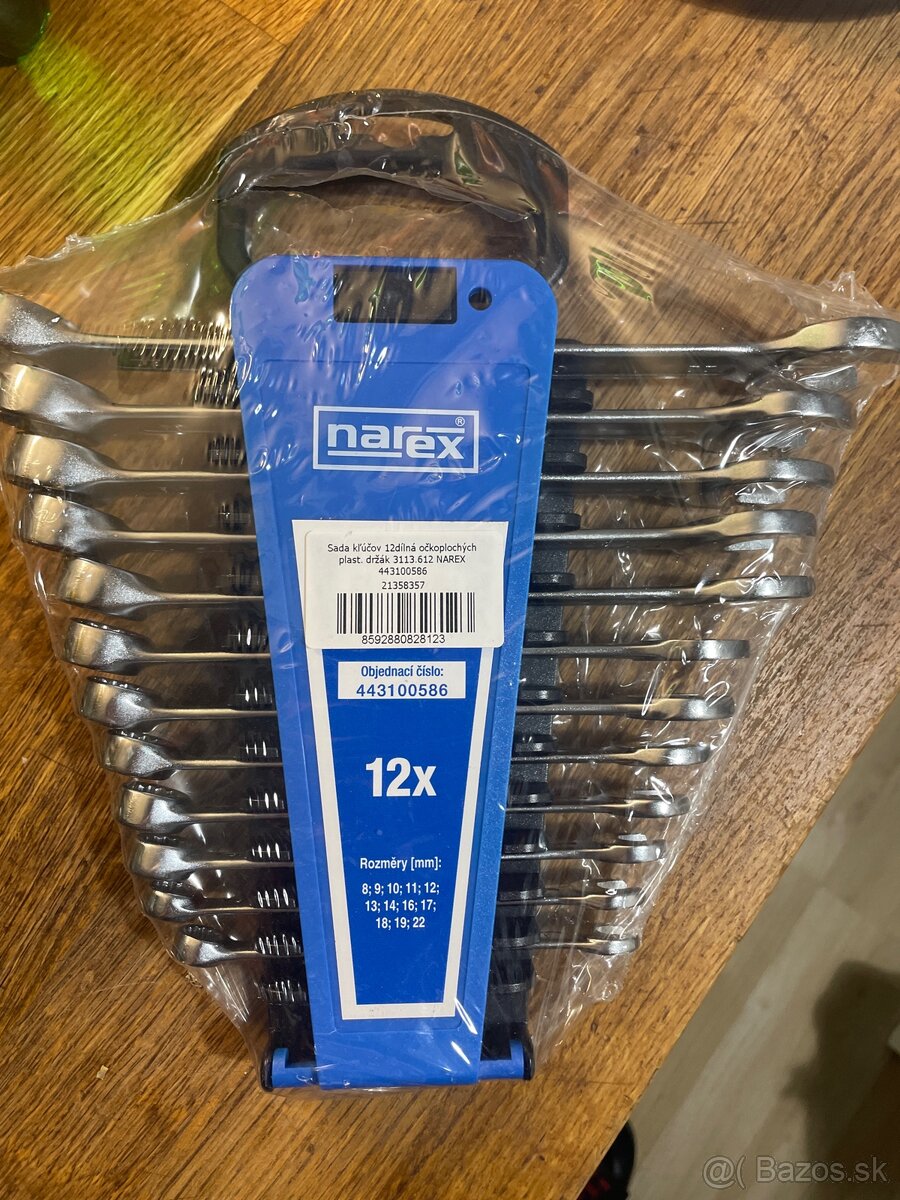 narex®
Sada kľúčov 12dílná očkoplochých
plast. držák 3113.612 NAREX
443100586
21358357
8592880828123
Objednací číslo:
443100586
12x
Rozměry [mm]:
8; 9; 10; 11; 12;
13; 14; 16; 17;
18; 19; 22
@( Bazos.sk